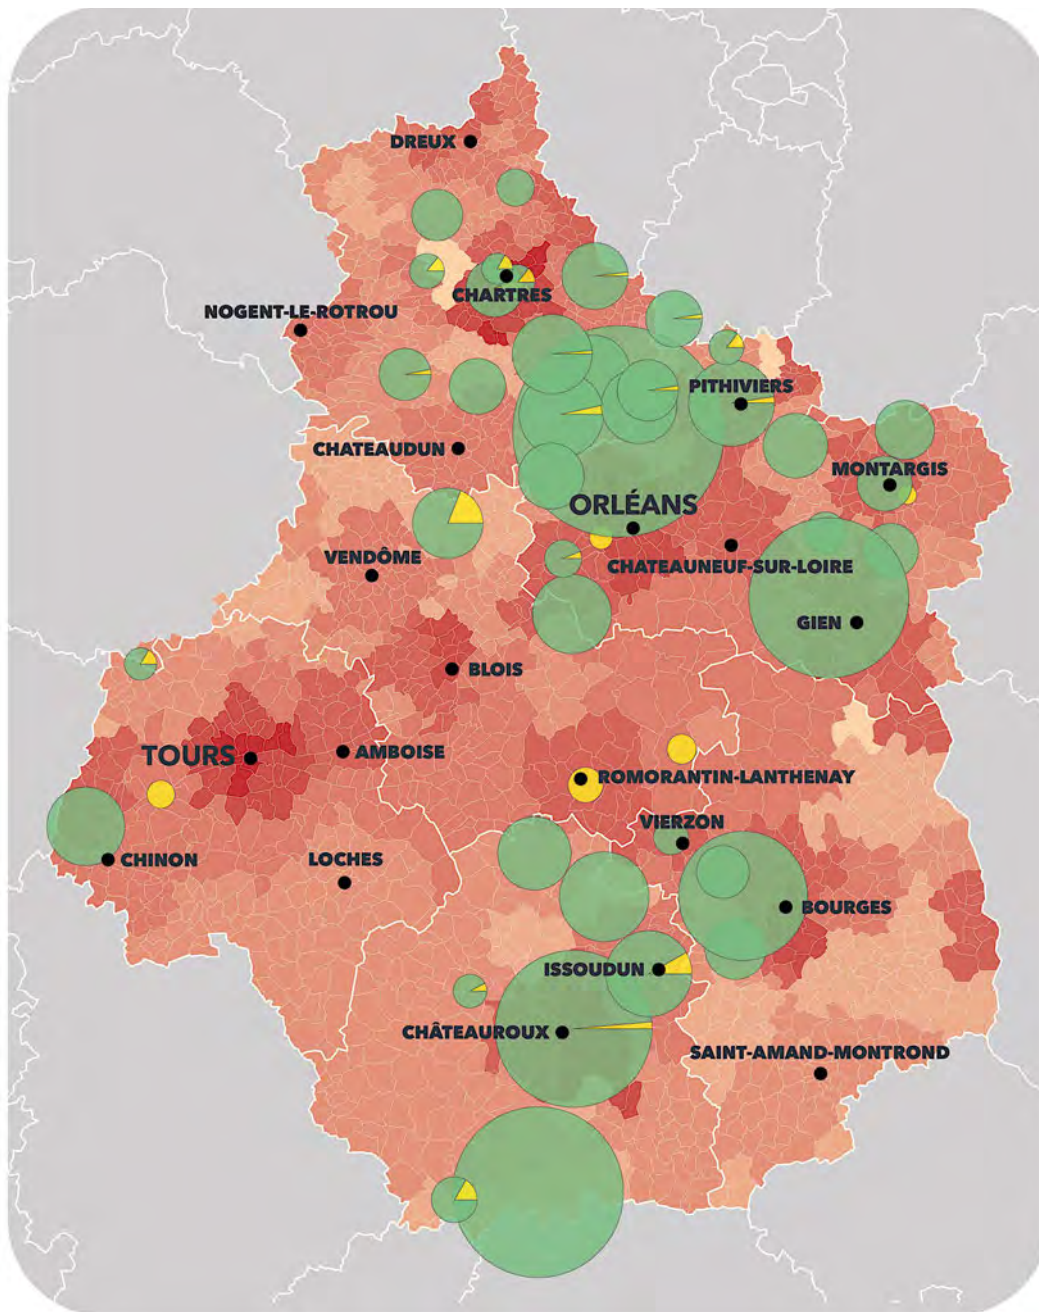 DREUX
CHARTRES
NOGENT-LE-ROTROU
PITHIVIERS
CHATEAUDUN
MONTARGIS
ORLÉANS
VENDÔME
CHATEAUNEUF-SUR-LOIRE
GIEN
BLOIS
TOURS
AMBOISE
ROMORANTIN-LANTHENAY
VIERZON
CHINON
LOCHES
BOURGES
ISSOUDUN
CHÂTEAUROUX
SAINT-AMAND-MONTROND